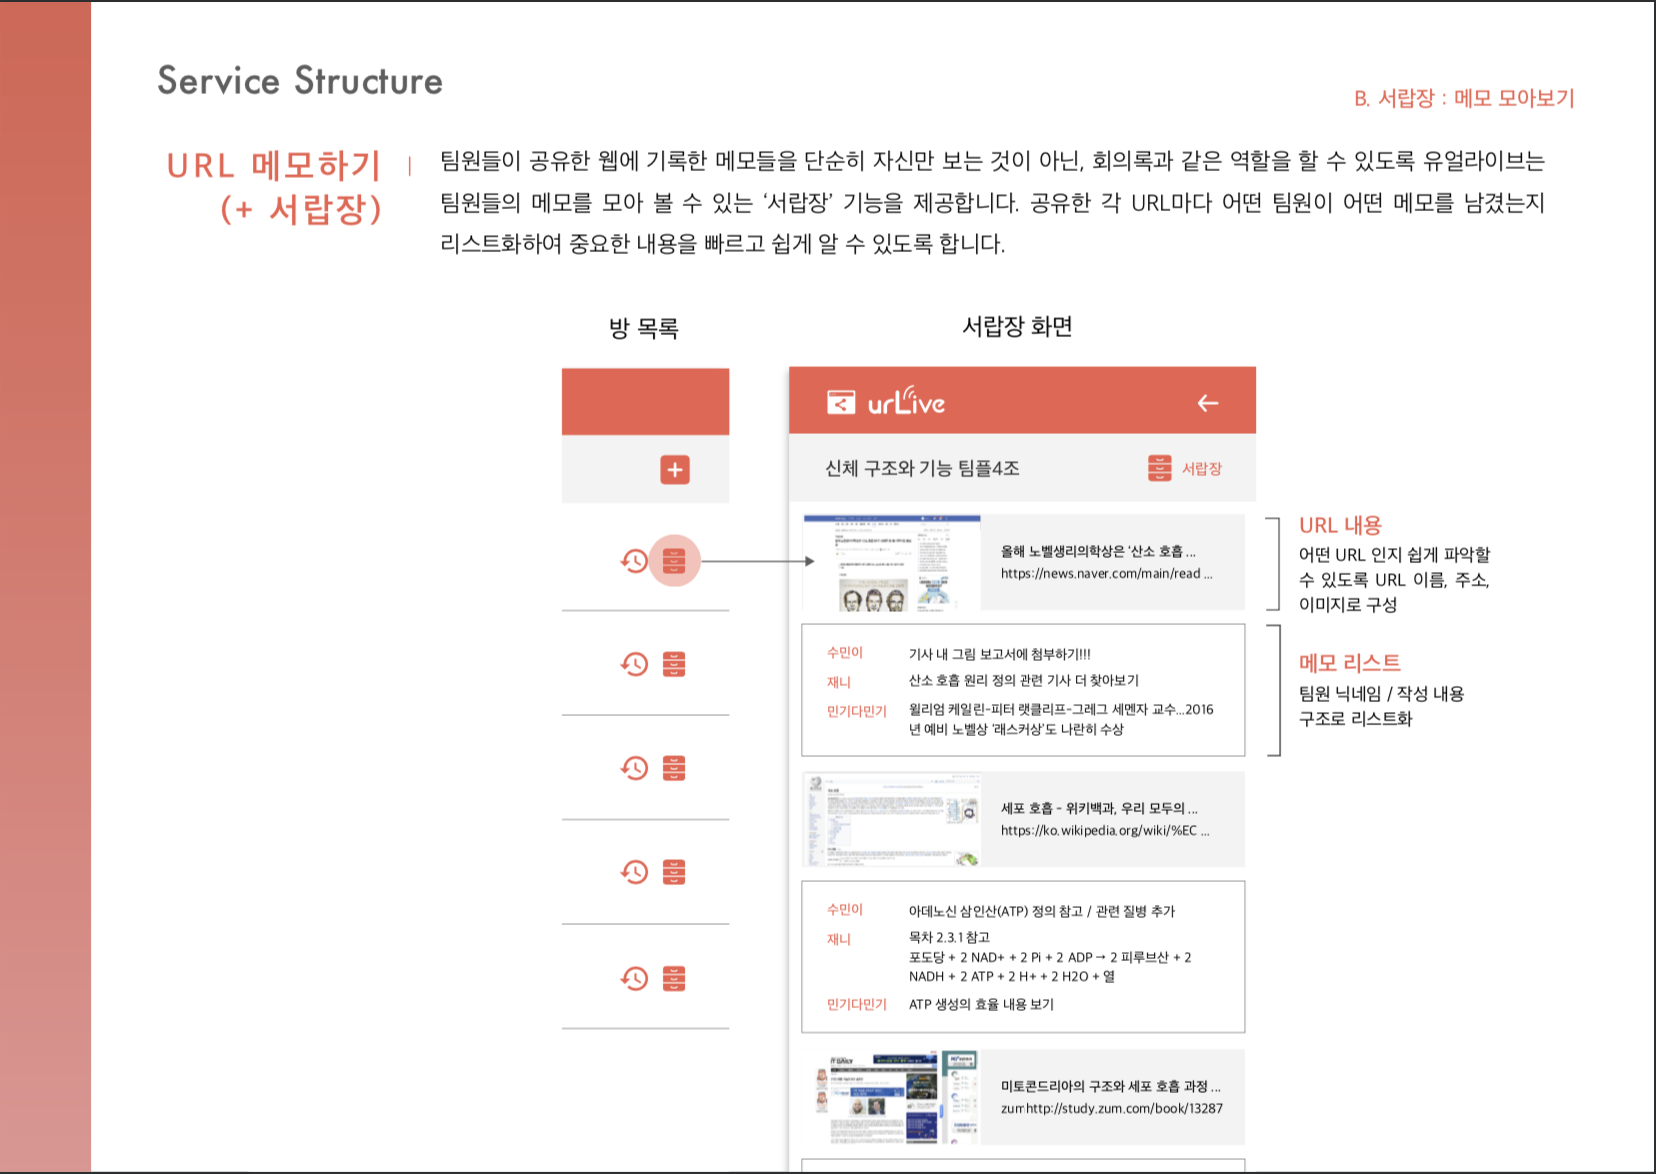 Service Structure
B. 서랍장 : 메모 모아보기
URL 메모하기
(+ 서랍장)
팀원들이 공유한 웹에 기록한 메모들을 단순히 자신만 보는 것이 아닌, 회의록과 같은 역할을 할 수 있도록 유얼라이브는
팀원들의 메모를 모아 볼 수 있는 ‘서랍장’ 기능을 제공합니다. 공유한 각 URL마다 어떤 팀원이 어떤 메모를 남겼는지
리스트화하여 중요한 내용을 빠르고 쉽게 알 수 있도록 합니다.
방 목록
서랍장 화면
urLive
신체 구조와 기능 팀플4조
서랍장
올해 노벨생리의학상은 ‘산소 호흡 ...
https://news.naver.com/main/read ...
URL 내용
어떤 URL 인지 쉽게 파악할
수 있도록 URL 이름, 주소,
이미지로 구성
수민이 기사 내 그림 보고서에 첨부하기!!!
재니 산소 호흡 원리 정의 관련 기사 더 찾아보기
민기다민기 윌리엄 케일린-피터 랫클리프-그레그 세멘자 교수...2016
년 예비 노벨상 ‘래스커상’도 나란히 수상
메모 리스트
팀원 닉네임 / 작성 내용
구조로 리스트화
세포 호흡 - 위키백과, 우리 모두의 ...
https://ko.wikipedia.org/wiki/%EC ...
수민이 아데노신 삼인산(ATP) 정의 참고 / 관련 질병 추가
재니 목차 2.3.1 참고
포도당 + 2 NAD+ + 2 Pi + 2 ADP → 2 피루브산 + 2
NADH + 2 ATP + 2 H+ + 2 H2O + 열
민기다민기 ATP 생성의 효율 내용 보기
미토콘드리아의 구조와 세포 호흡 과정 ...
zumhttp://study.zum.com/book/13287